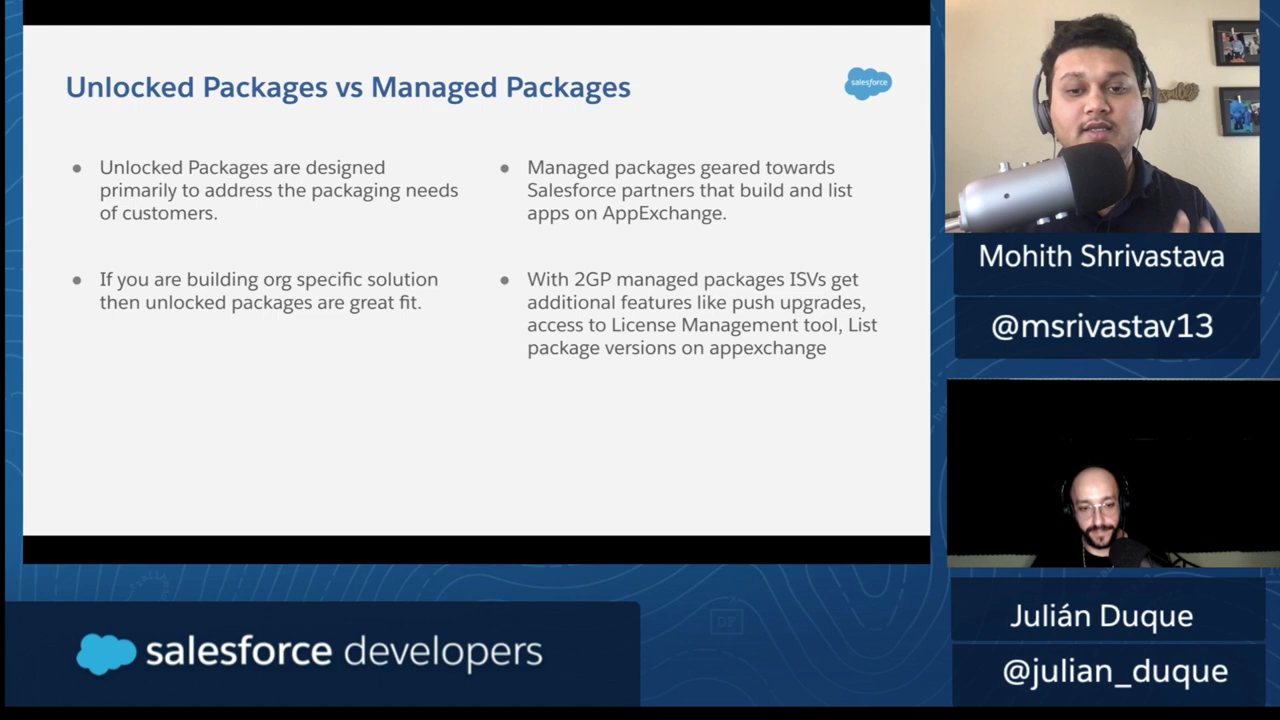 Unlocked Packages vs Managed Packages
salesforce
● Unlocked Packages are designed
primarily to address the packaging needs
of customers.
● If you are building org specific solution
then unlocked packages are great fit.
● Managed packages geared towards
Salesforce partners that build and list
apps on AppExchange.
● With 2GP managed packages ISVs get
additional features like push upgrades,
access to License Management tool, List
package versions on appexchange
Mohith Shrivastava
@msrivastav13
Julián Duque
@julian_duque
salesforce developers
DF